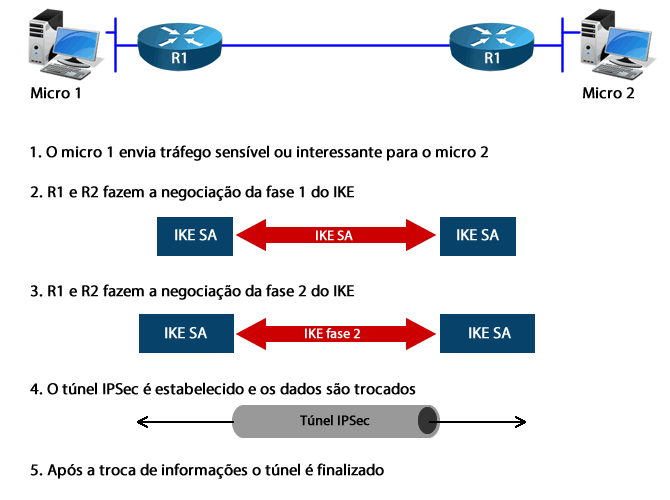 R1
R1
Micro 1
Micro 2
1. O micro 1 envia tráfego sensível ou interessante para o micro 2
2. R1 e R2 fazem a negociação da fase 1 do IKE
IKE SA
IKE SA
IKE SA
3. R1 e R2 fazem a negociação da fase 2 do IKE
IKE SA
IKE fase 2
IKE SA
4. O túnel IPSec é estabelecido e os dados são trocados
Túnel IPSec
5. Após a troca de informações o túnel é finalizado